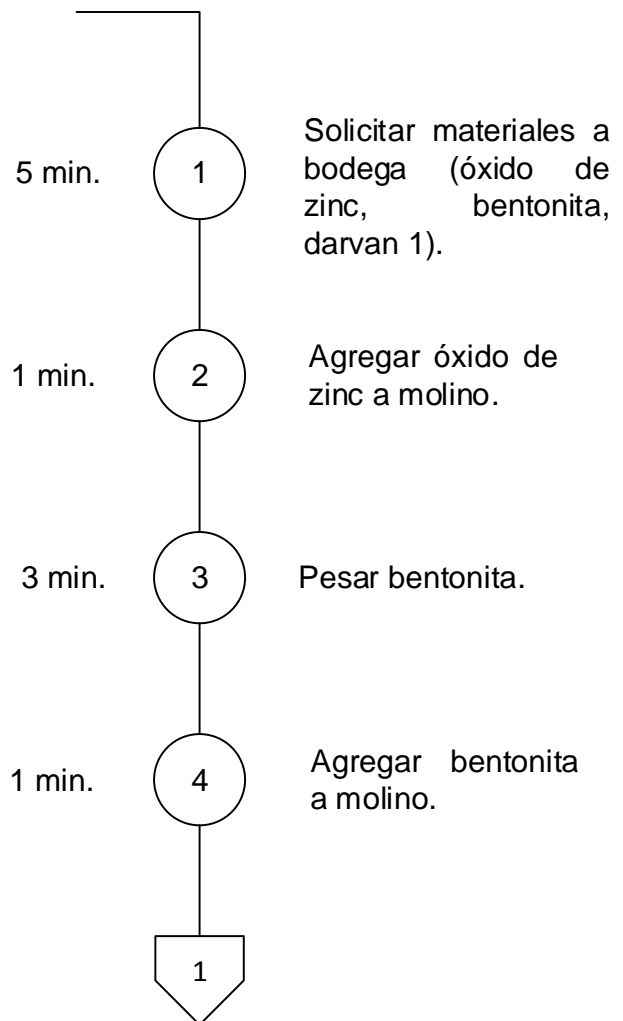 5 min.
1
Solicitar materiales a
bodega (óxido de
zinc, bentonita,
darvan 1).
1 min.
2
Agregar óxido de
zinc a molino.
3 min.
3
Pesar bentonita.
1 min.
4
Agregar bentonita
a molino.
1